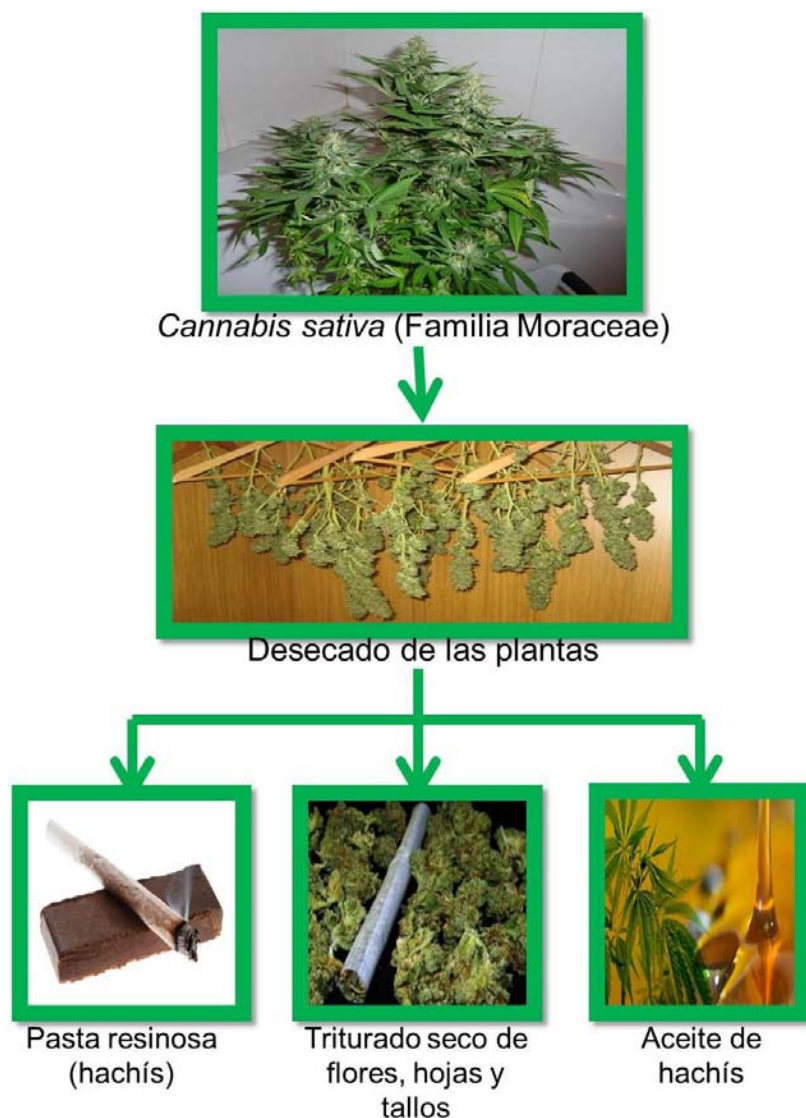 Cannabis sativa (Familia Moraceae)
Desecado de las plantas
Pasta resinosa
(hachís)
Triturado seco de
flores, hojas y
tallos
Aceite de
hachís